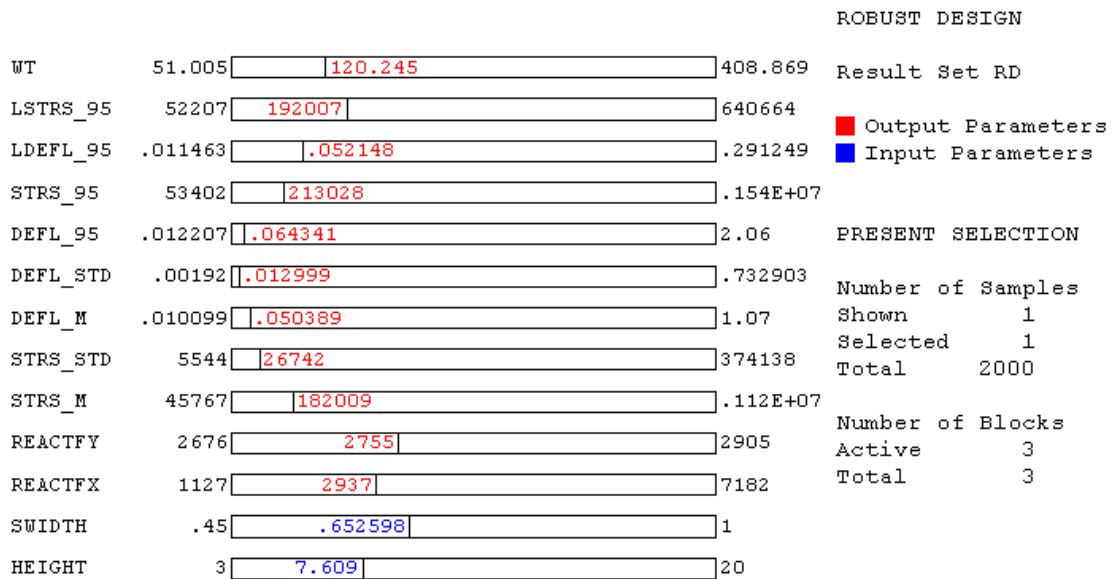 ROBUST DESIGN
WT 51.005 120.245 408.869
Result Set RD
LSTRS_95 52207 192007 640664
Output Parameters
LDEFL_95 .011463 .052148 .291249
Input Parameters
STRS_95 53402 213028 .154E+07
DEFL_95 .012207 .064341 2.06
PRESENT SELECTION
DEFL_STD .00192 .012999 .732903
Number of Samples
DEFL_M .010099 .050389 1.07
Shown 1
Selected 1
STRS_STD 5544 26742 374138
Total 2000
STRS_M 45767 182009 .112E+07
Number of Blocks
REACTFY 2676 2755 2905
Active 3
REACTFX 1127 2937 7182
Total 3
SWIDTH .45 .652598 1
HEIGHT 3 7.609 20